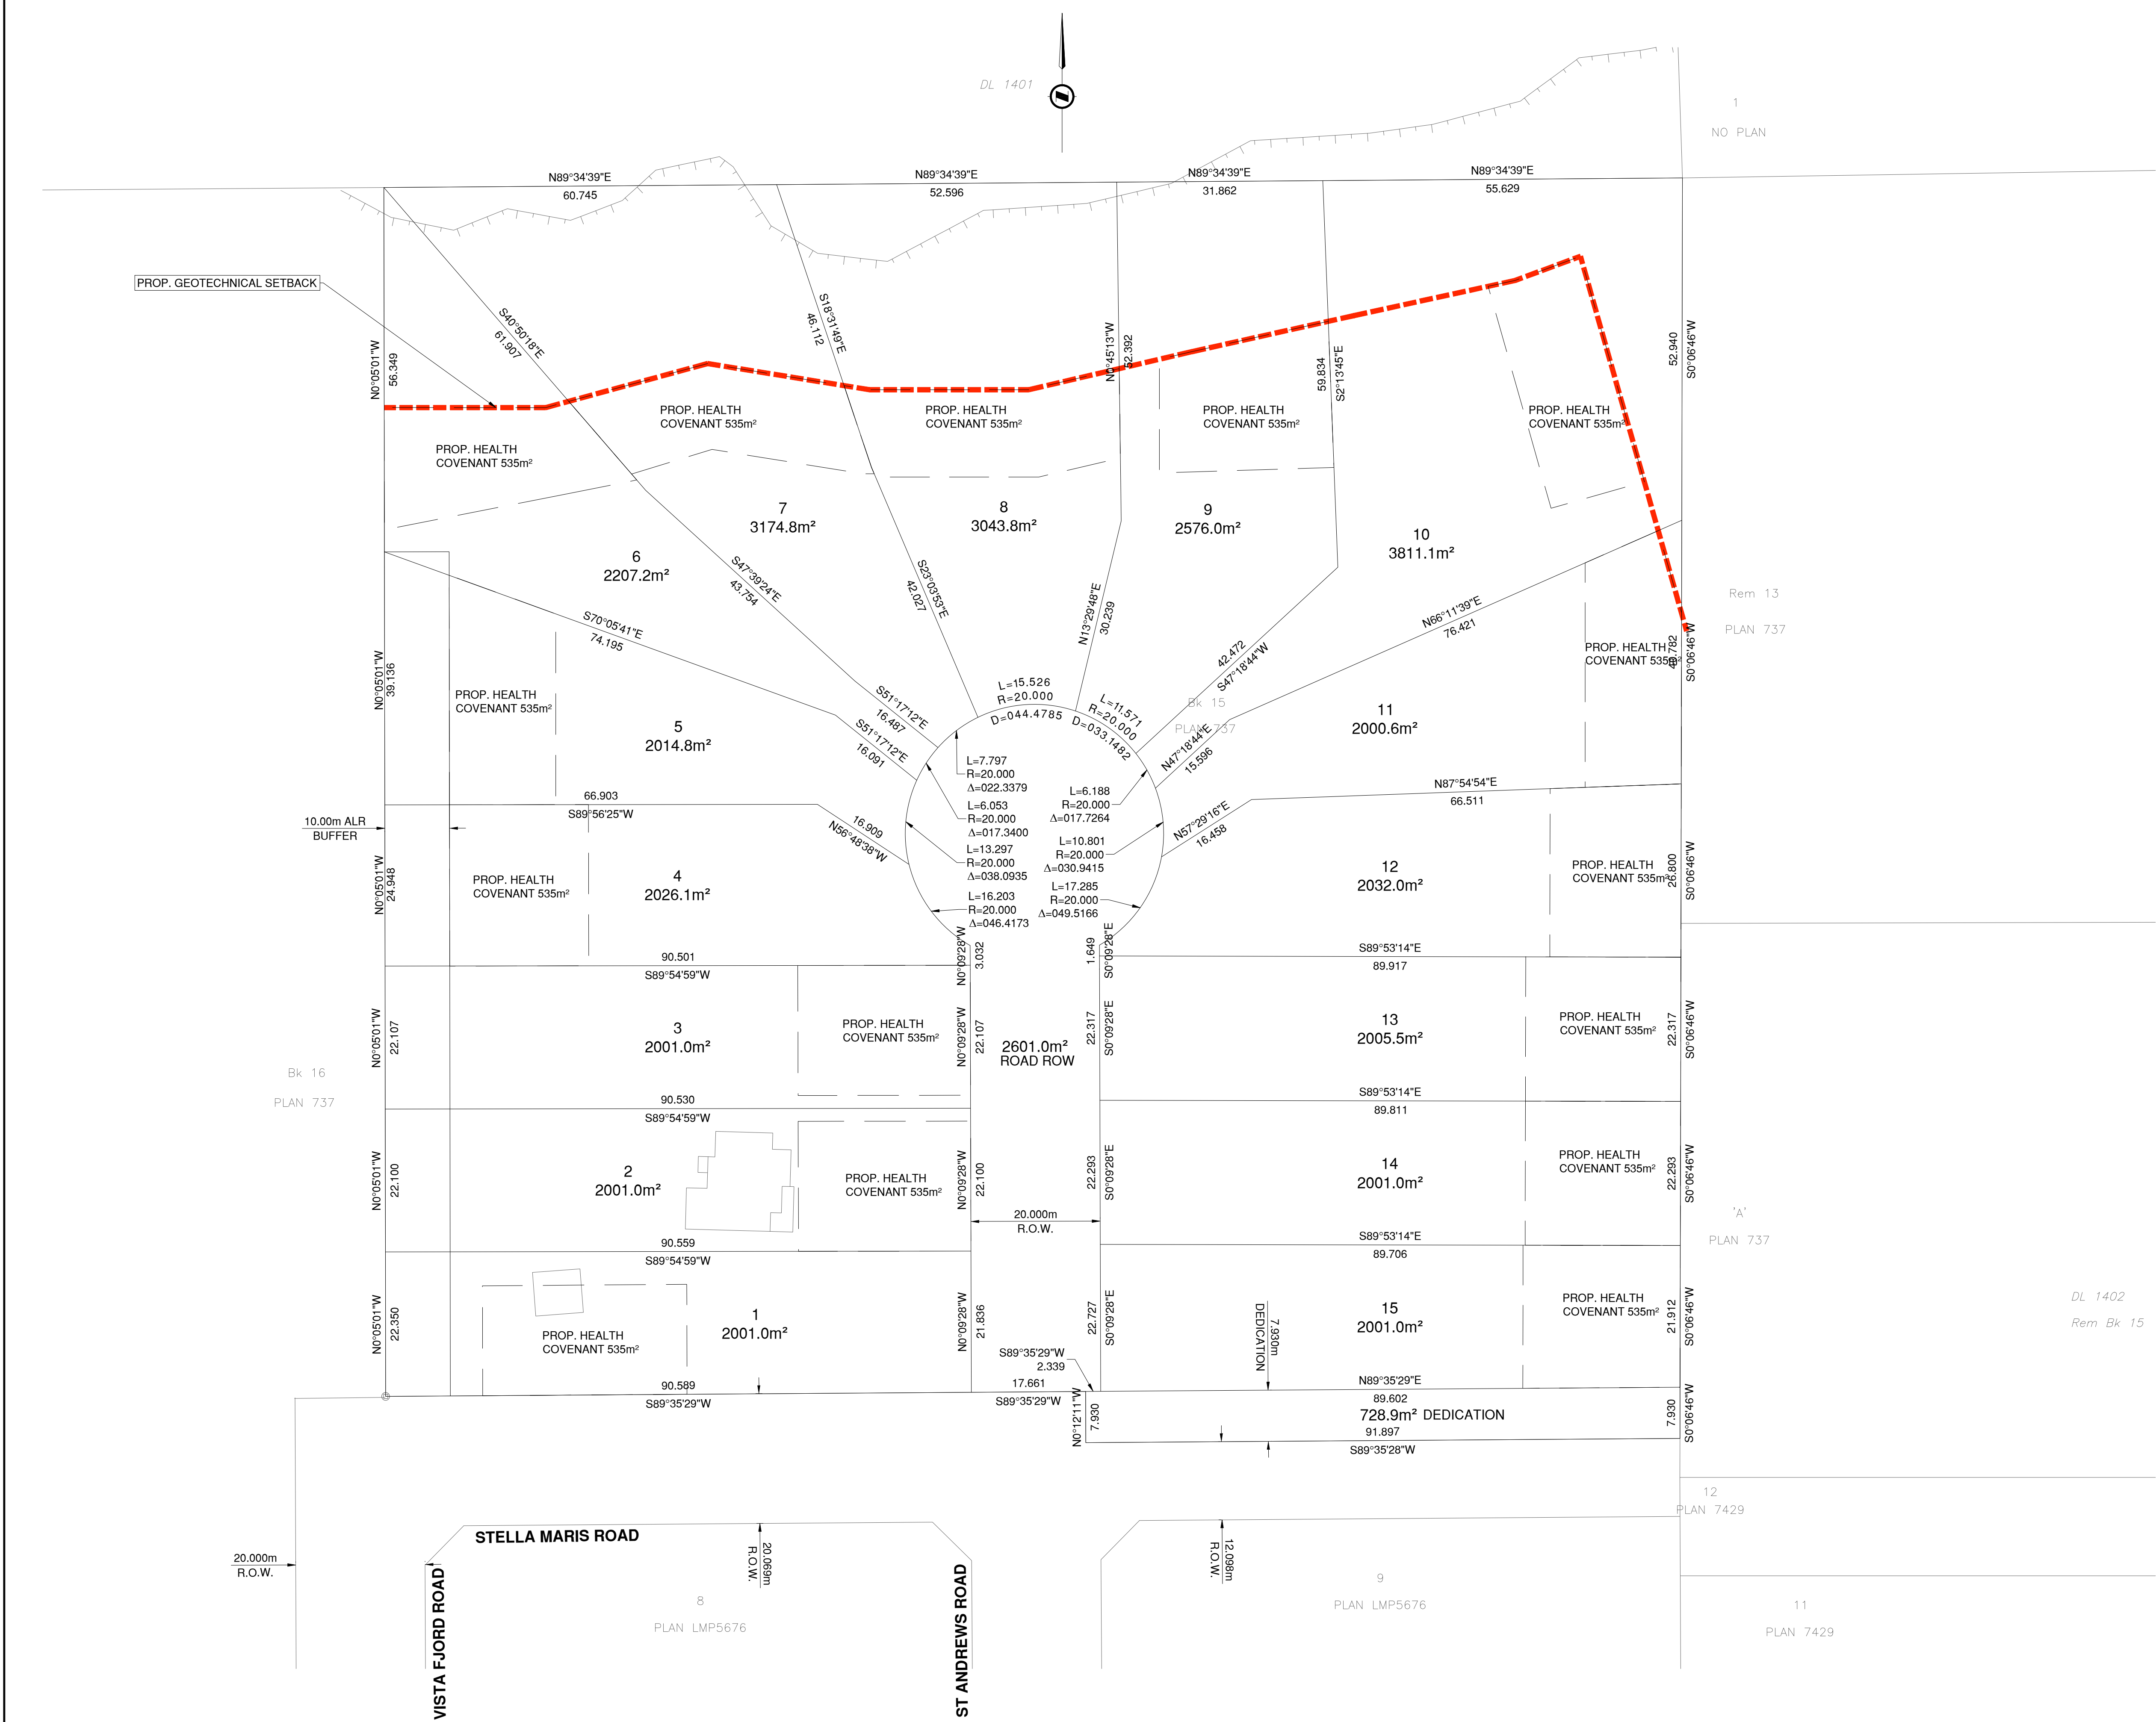 DL 1401
1
NO PLAN
N89°34'39"E
60.745
N89°34'39"E
52.596
N89°34'39"E
31.862
N89°34'39"E
55.629
PROP. GEOTECHNICAL SETBACK
N0°05'01"W
56.349
S40°50'18"E
61.907
S18°31'49"E
46.112
N0°45'13"W
52.392
59.834
S2°13'45"E
52.940
S0°06'46"W
PROP. HEALTH
COVENANT 535m²
PROP. HEALTH
COVENANT 535m²
PROP. HEALTH
COVENANT 535m²
PROP. HEALTH
COVENANT 535m²
PROP. HEALTH
COVENANT 535m²
6
2207.2m²
7
3174.8m²
8
3043.8m²
9
2576.0m²
10
3811.1m²
S47°39'24"E
43.754
S23°03'53"E
42.027
N13°29'48"E
30.239
42.472
S47°18'44"W
N66°11'39"E
76.421
Rem 13
PLAN 737
S70°05'41"E
74.195
N0°05'01"W
39.136
PROP. HEALTH
COVENANT 535m²
5
2014.8m²
S51°17'12"E
16.487
S51°17'12"E
16.091
L=15.526
R=20.000
D=044.4785
L=11.571
R=20.000
D=033.1482
Bk 15
PLAN 737
N47°18'44"E
15.596
11
2000.6m²
PROP. HEALTH
COVENANT 535m²
S0°06'46"W
L=7.797
R=20.000
Δ=022.3379
L=6.053
R=20.000
Δ=017.3400
L=13.297
R=20.000
Δ=038.0935
L=16.203
R=20.000
Δ=046.4173
L=6.188
R=20.000
Δ=017.7264
L=10.801
R=20.000
Δ=030.9415
L=17.285
R=20.000
Δ=049.5166
66.903
S89°56'25"W
N87°54'54"E
66.511
10.00m ALR
BUFFER
16.909
N56°48'38"W
N57°29'16"E
16.458
N0°05'01"W
24.948
PROP. HEALTH
COVENANT 535m²
4
2026.1m²
12
2032.0m²
PROP. HEALTH
COVENANT 535m²
26.800
S0°06'46"W
90.501
S89°54'59"W
N0°09'28"W
3.032
1.649
S0°09'28"E
S89°53'14"E
89.917
N0°05'01"W
22.107
3
2001.0m²
PROP. HEALTH
COVENANT 535m²
N0°09'28"W
22.107
2601.0m²
ROAD ROW
22.317
S0°09'28"E
13
2005.5m²
PROP. HEALTH
COVENANT 535m²
22.317
S0°06'46"W
Bk 16
PLAN 737
90.530
S89°54'59"W
S89°53'14"E
89.811
N0°05'01"W
22.100
2
2001.0m²
PROP. HEALTH
COVENANT 535m²
N0°09'28"W
22.100
20.000m
R.O.W.
22.293
S0°09'28"E
14
2001.0m²
PROP. HEALTH
COVENANT 535m²
22.293
S0°06'46"W
'A'
PLAN 737
90.559
S89°54'59"W
S89°53'14"E
89.706
N0°05'01"W
22.350
PROP. HEALTH
COVENANT 535m²
1
2001.0m²
N0°09'28"W
21.836
22.727
S0°09'28"E
7.930m
DEDICATION
15
2001.0m²
PROP. HEALTH
COVENANT 535m²
21.912
S0°06'46"W
DL 1402
Rem Bk 15
S89°35'29"W
2.339
90.589
S89°35'29"W
17.661
S89°35'29"W
N89°35'29"E
89.602
N0°12'11"W
7.930
728.9m² DEDICATION
91.897
S89°35'28"W
7.930
S0°06'46"W
12
PLAN 7429
STELLA MARIS ROAD
20.000m
R.O.W.
VISTA FJORD ROAD
20.069m
R.O.W.
8
PLAN LMP5676
ST ANDREWS ROAD
12.098m
R.O.W.
9
PLAN LMP5676
11
PLAN 7429